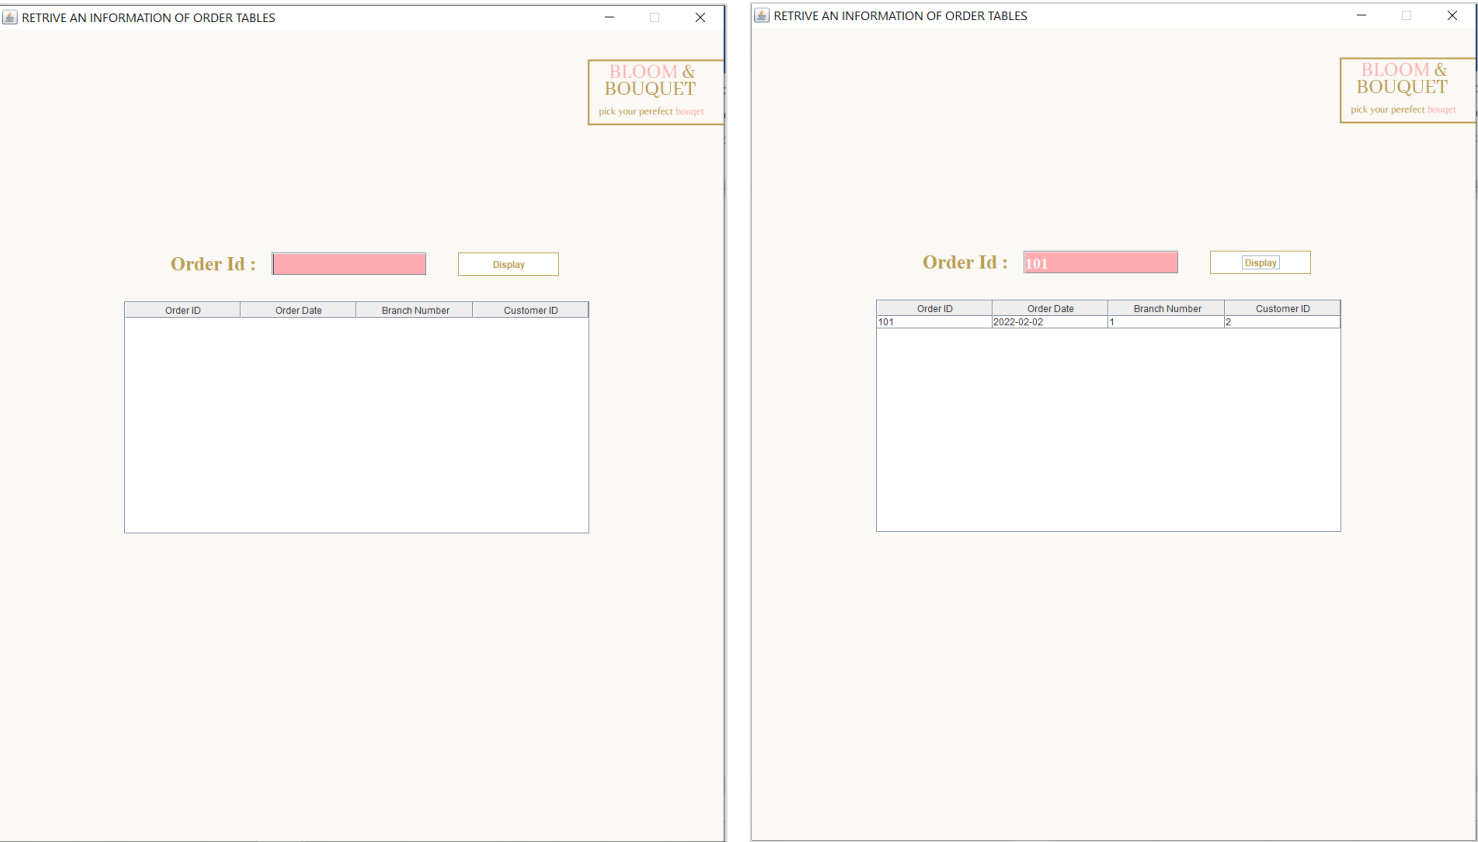 RETRIVE AN INFORMATION OF ORDER TABLES
BLOOM &
BOUQUET
pick your perefect bouqet
Order Id :
Display
Order ID Order Date Branch Number Customer ID
RETRIVE AN INFORMATION OF ORDER TABLES
BLOOM &
BOUQUET
pick your perefect bouqet
Order Id : 101
Display
Order ID Order Date Branch Number Customer ID
101 2022-02-02 1 2